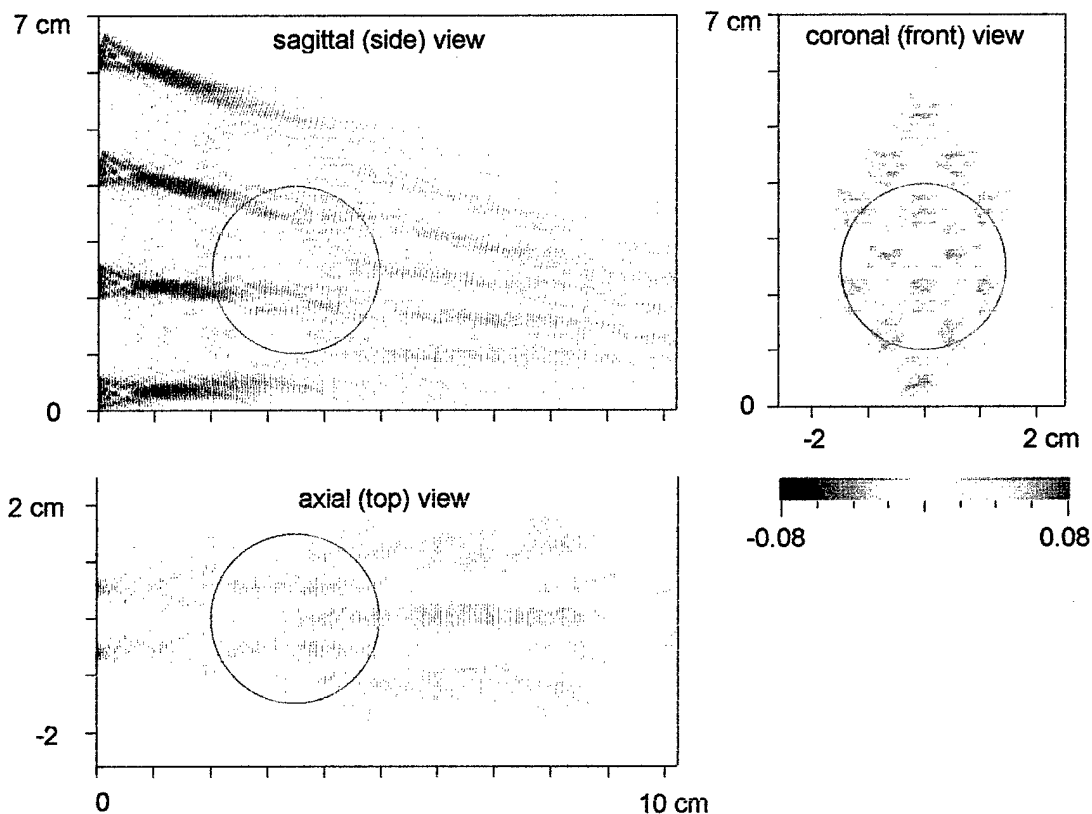 7 cm
sagittal (side) view
0
7 cm
coronal (front) view
0
-2
2 cm
-0.08
0.08
2 cm
axial (top) view
-2
0
10 cm